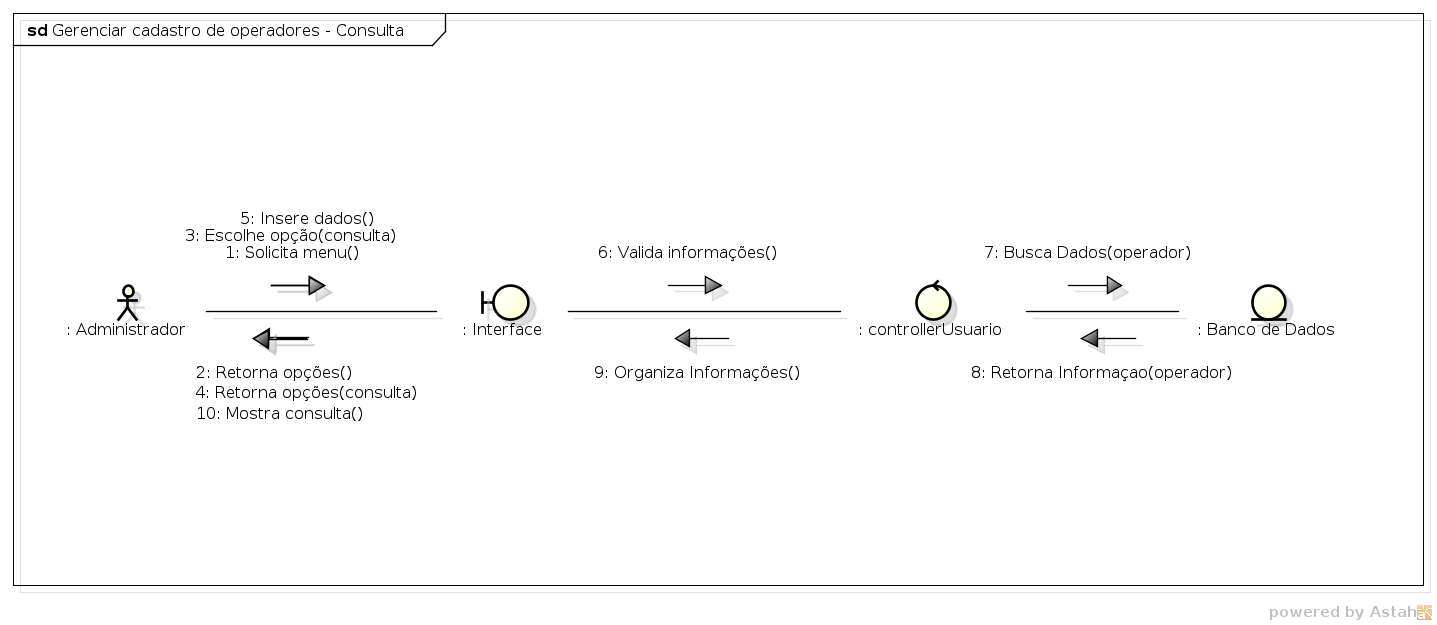 sd Gerenciar cadastro de operadores - Consulta
5: Insere dados()
3: Escolhe opção(consulta)
1: Solicita menu()
6: Valida informações()
7: Busca Dados(operador)
: Administrador
: Interface
: controllerUsuario
: Banco de Dados
2: Retorna opções()
4: Retorna opções(consulta)
10: Mostra consulta()
9: Organiza Informações()
8: Retorna Informaçao(operador)
powered by Astah